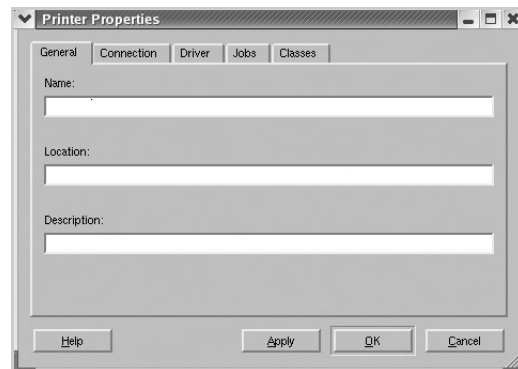 Printer Properties
General Connection Driver Jobs Classes
Name:
Location:
Description:
Help Apply OK Cancel